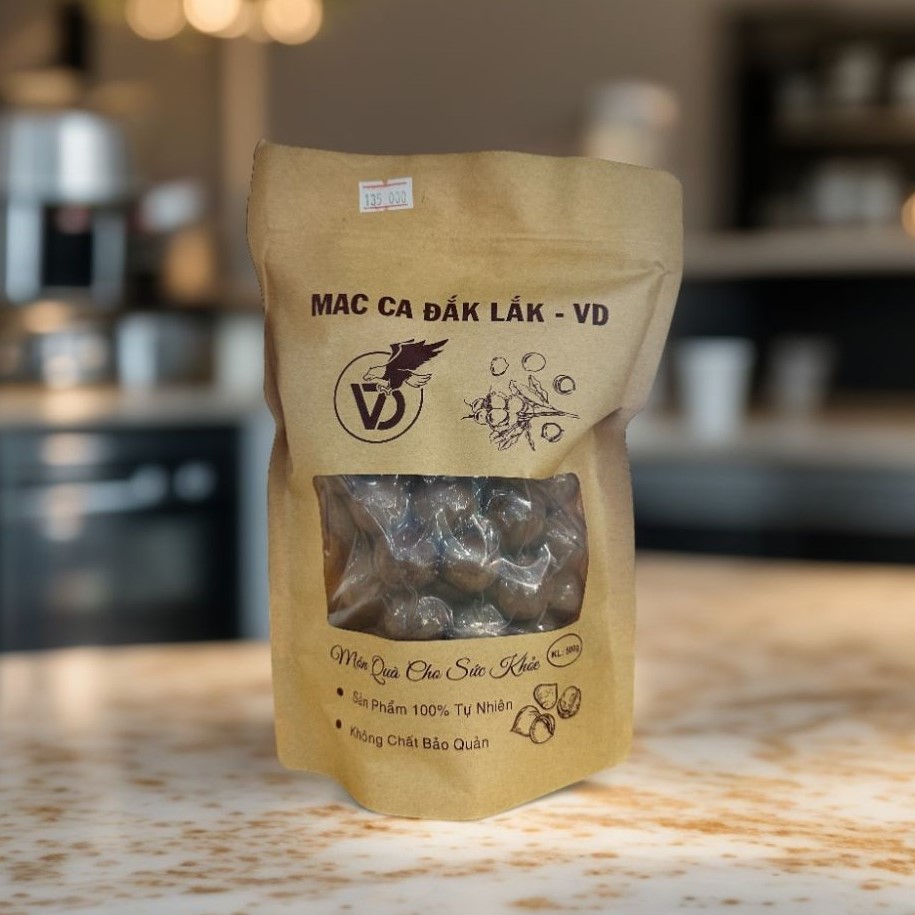 135 000
MAC CA ĐẮK LẮK - VD
VD
Món Quà Cho Sức Khỏe
KL: 500g
Sản Phẩm 100% Tự Nhiên
Không Chất Bảo Quản